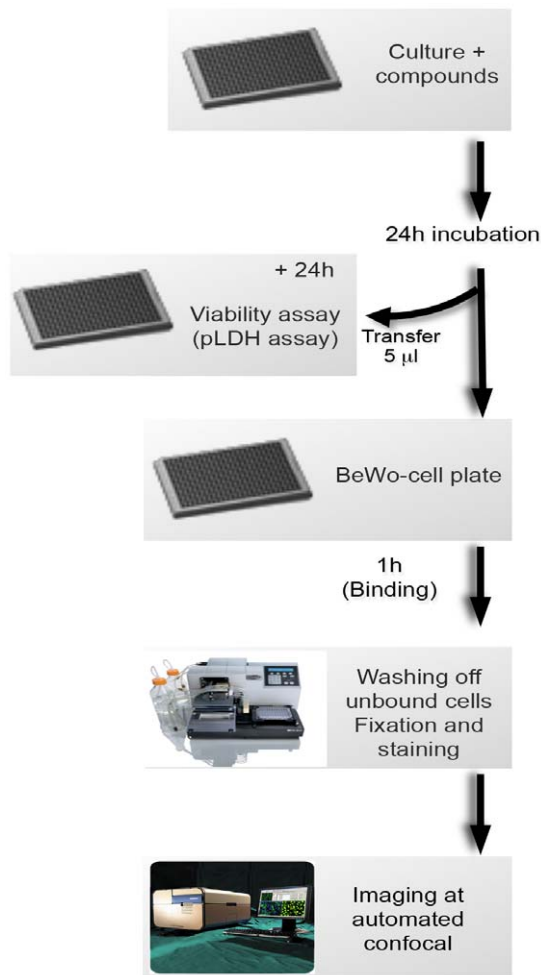 Culture +
compounds
24h incubation
+ 24h
Viability assay
(pLDH assay)
Transfer
5 µl
BeWo-cell plate
1h
(Binding)
Washing off
unbound cells
Fixation and
staining
Imaging at
automated
confocal